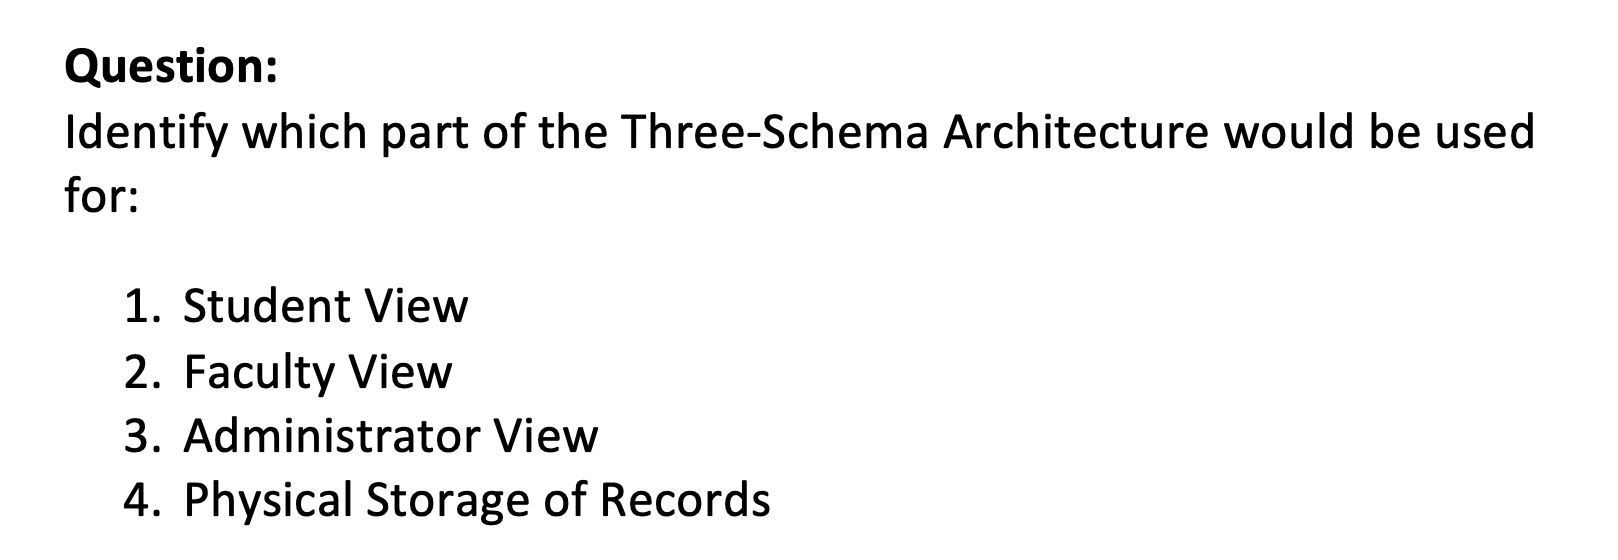 Question:
Identify which part of the Three-Schema Architecture would be used
for:
1. Student View
2. Faculty View
3. Administrator View
4. Physical Storage of Records